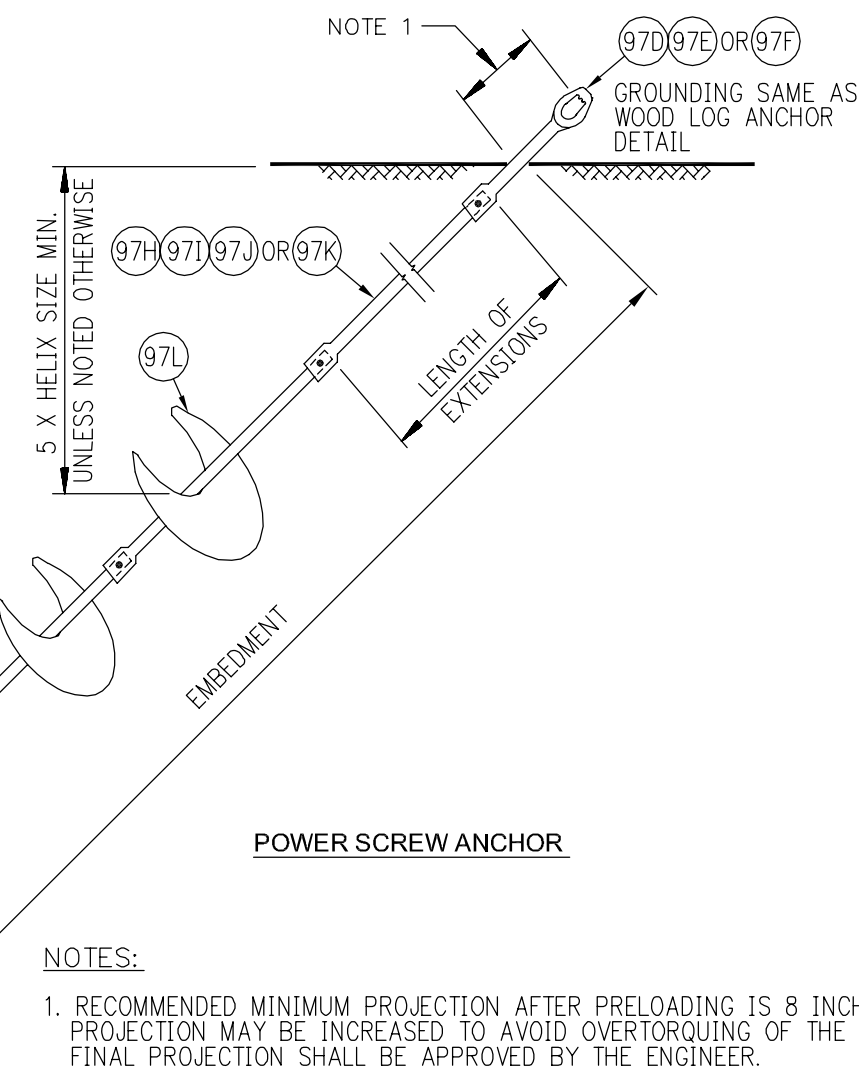 NOTE 1
97D 97E OR 97F
GROUNDING SAME AS
WOOD LOG ANCHOR
DETAIL
5 X HELIX SIZE MIN.
UNLESS NOTED OTHERWISE
97H 97I 97J OR 97K
97L
LENGTH OF
EXTENSIONS
EMBEDMENT
POWER SCREW ANCHOR
NOTES:
1. RECOMMENDED MINIMUM PROJECTION AFTER PRELOADING IS 8
PROJECTION MAY BE INCREASED TO AVOID OVERTORQUING OF THE
FINAL PROJECTION SHALL BE APPROVED BY THE ENGINEER.